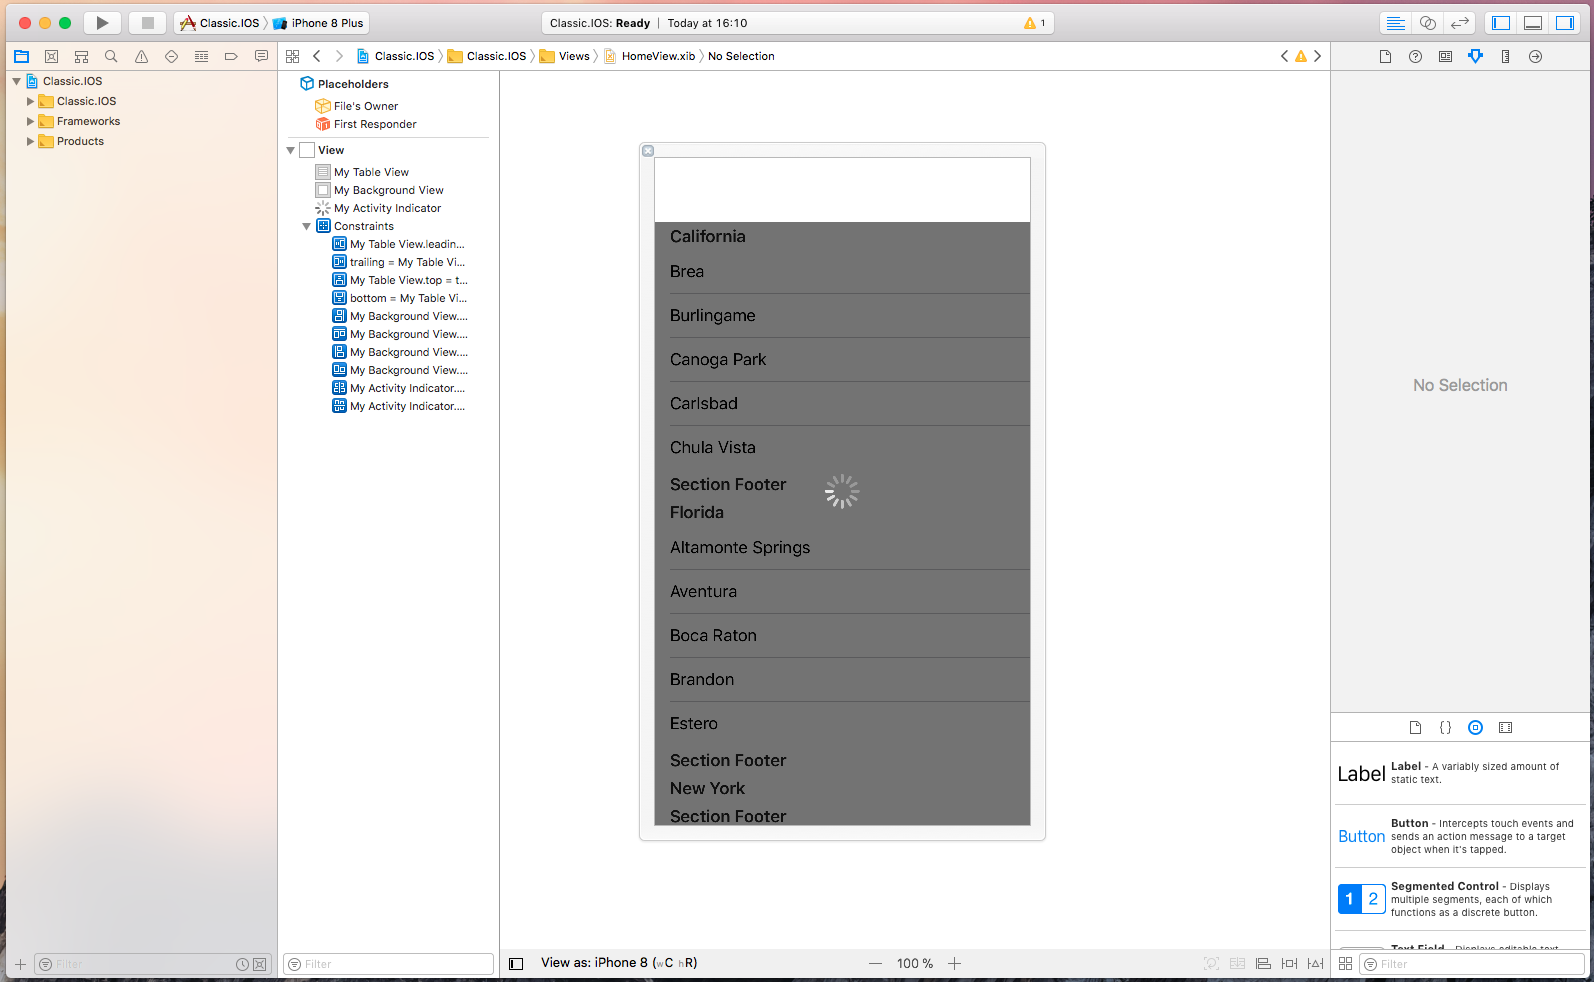 Classic.IOS
iPhone 8 Plus
Classic.IOS: Ready | Today at 16:10
1
Classic.IOS
Classic.IOS
Views
HomeView.xib
No Selection
Classic.IOS
Classic.IOS
Frameworks
Products
Filter
Placeholders
File's Owner
First Responder
View
My Table View
My Background View
My Activity Indicator
Constraints
My Table View.leadin...
trailing = My Table Vi...
My Table View.top = t...
bottom = My Table Vi...
My Background View....
My Background View....
My Background View....
My Background View....
My Activity Indicator....
My Activity Indicator....
Filter
California
Brea
Burlingame
Canoga Park
Carlsbad
Chula Vista
Section Footer
Florida
Altamonte Springs
Aventura
Boca Raton
Brandon
Estero
Section Footer
New York
Section Footer
View as: iPhone 8 (wC hR)
100 %
No Selection
{}
Label
Label - A variably sized amount of
static text.
Button
Button - Intercepts touch events and
sends an action message to a target
object when it's tapped.
1 2
Segmented Control - Displays
multiple segments, each of which
functions as a discrete button.
Text Field - Displays editable text
Filter